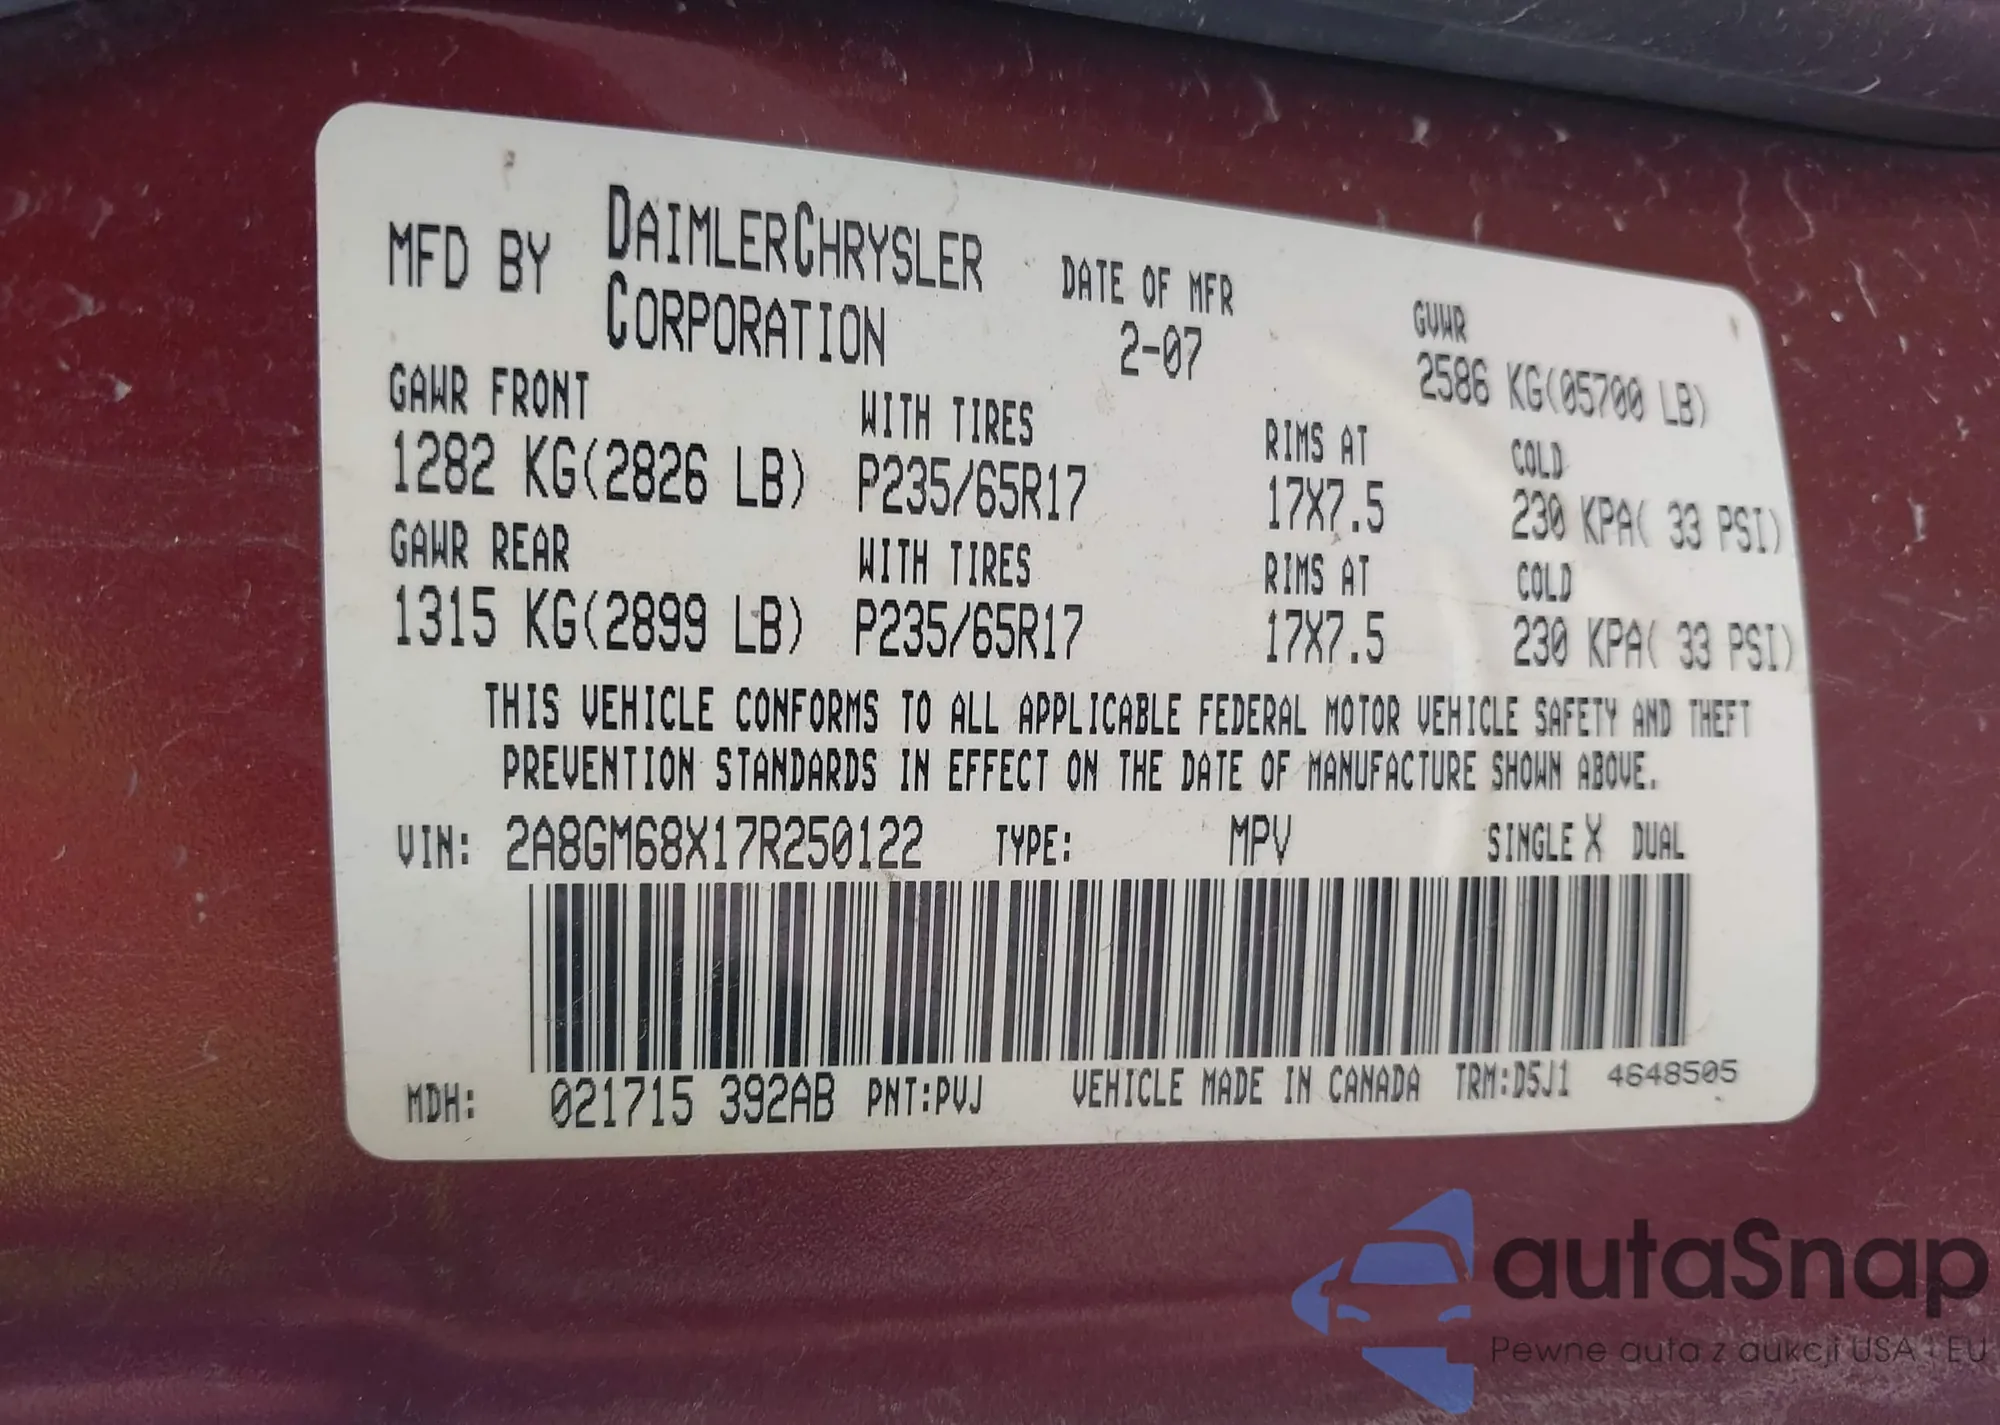 MFD BY DAIMLERCHRYSLER CORPORATION DATE OF MFR 2-07 GVWR 2586 KG(05700 LB)
GAWR FRONT WITH TIRES RIMS AT COLD
1282 KG(2826 LB) P235/65R17 17X7.5 230 KPA( 33 PSI)
GAWR REAR WITH TIRES RIMS AT COLD
1315 KG(2899 LB) P235/65R17 17X7.5 230 KPA( 33 PSI)
THIS VEHICLE CONFORMS TO ALL APPLICABLE FEDERAL MOTOR VEHICLE SAFETY AND THEFT
PREVENTION STANDARDS IN EFFECT ON THE DATE OF MANUFACTURE SHOWN ABOVE.
VIN: 2A8GM68X17R250122 TYPE: MPV SINGLE X DUAL
MDH: 021715 392AB PNT:PVJ VEHICLE MADE IN CANADA TRM:D5J1 4648505
autaSnap
Pewne auta z aukcji USA i EU